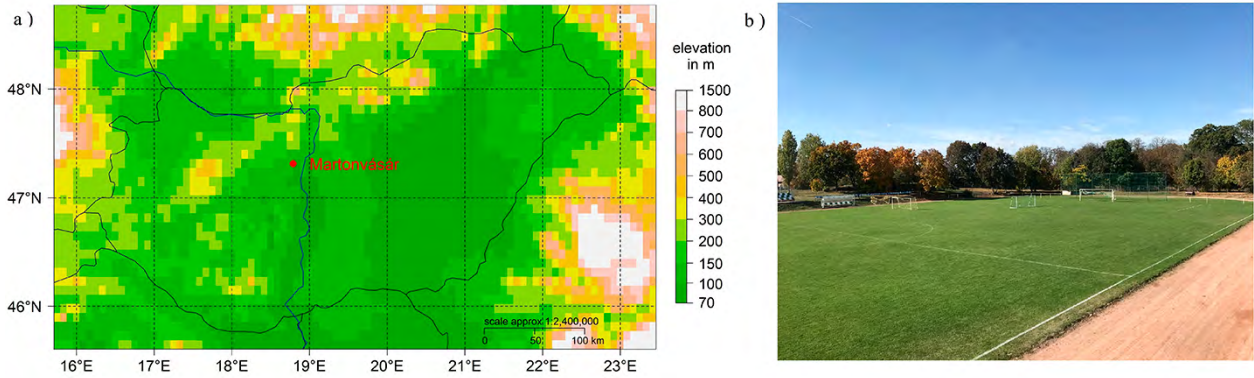 a )
b )
elevation
in m
1500
800
700
600
500
400
300
200
150
100
70
48°N
47°N
46°N
Martonvásár
scale approx 1:2,400,000
0 50 100 km
16°E 17°E 18°E 19°E 20°E 21°E 22°E 23°E